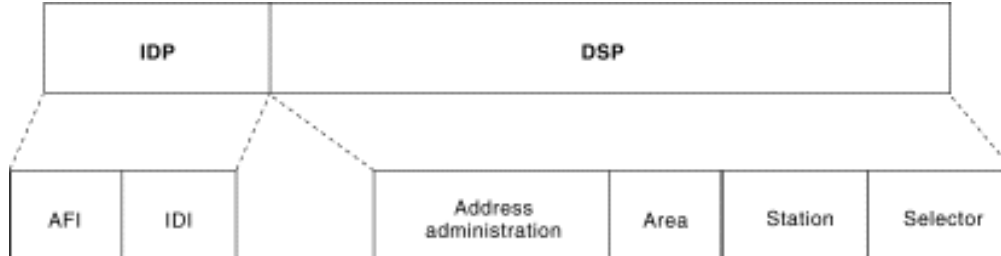 IDP DSP
AFI IDI Address administration Area Station Selector